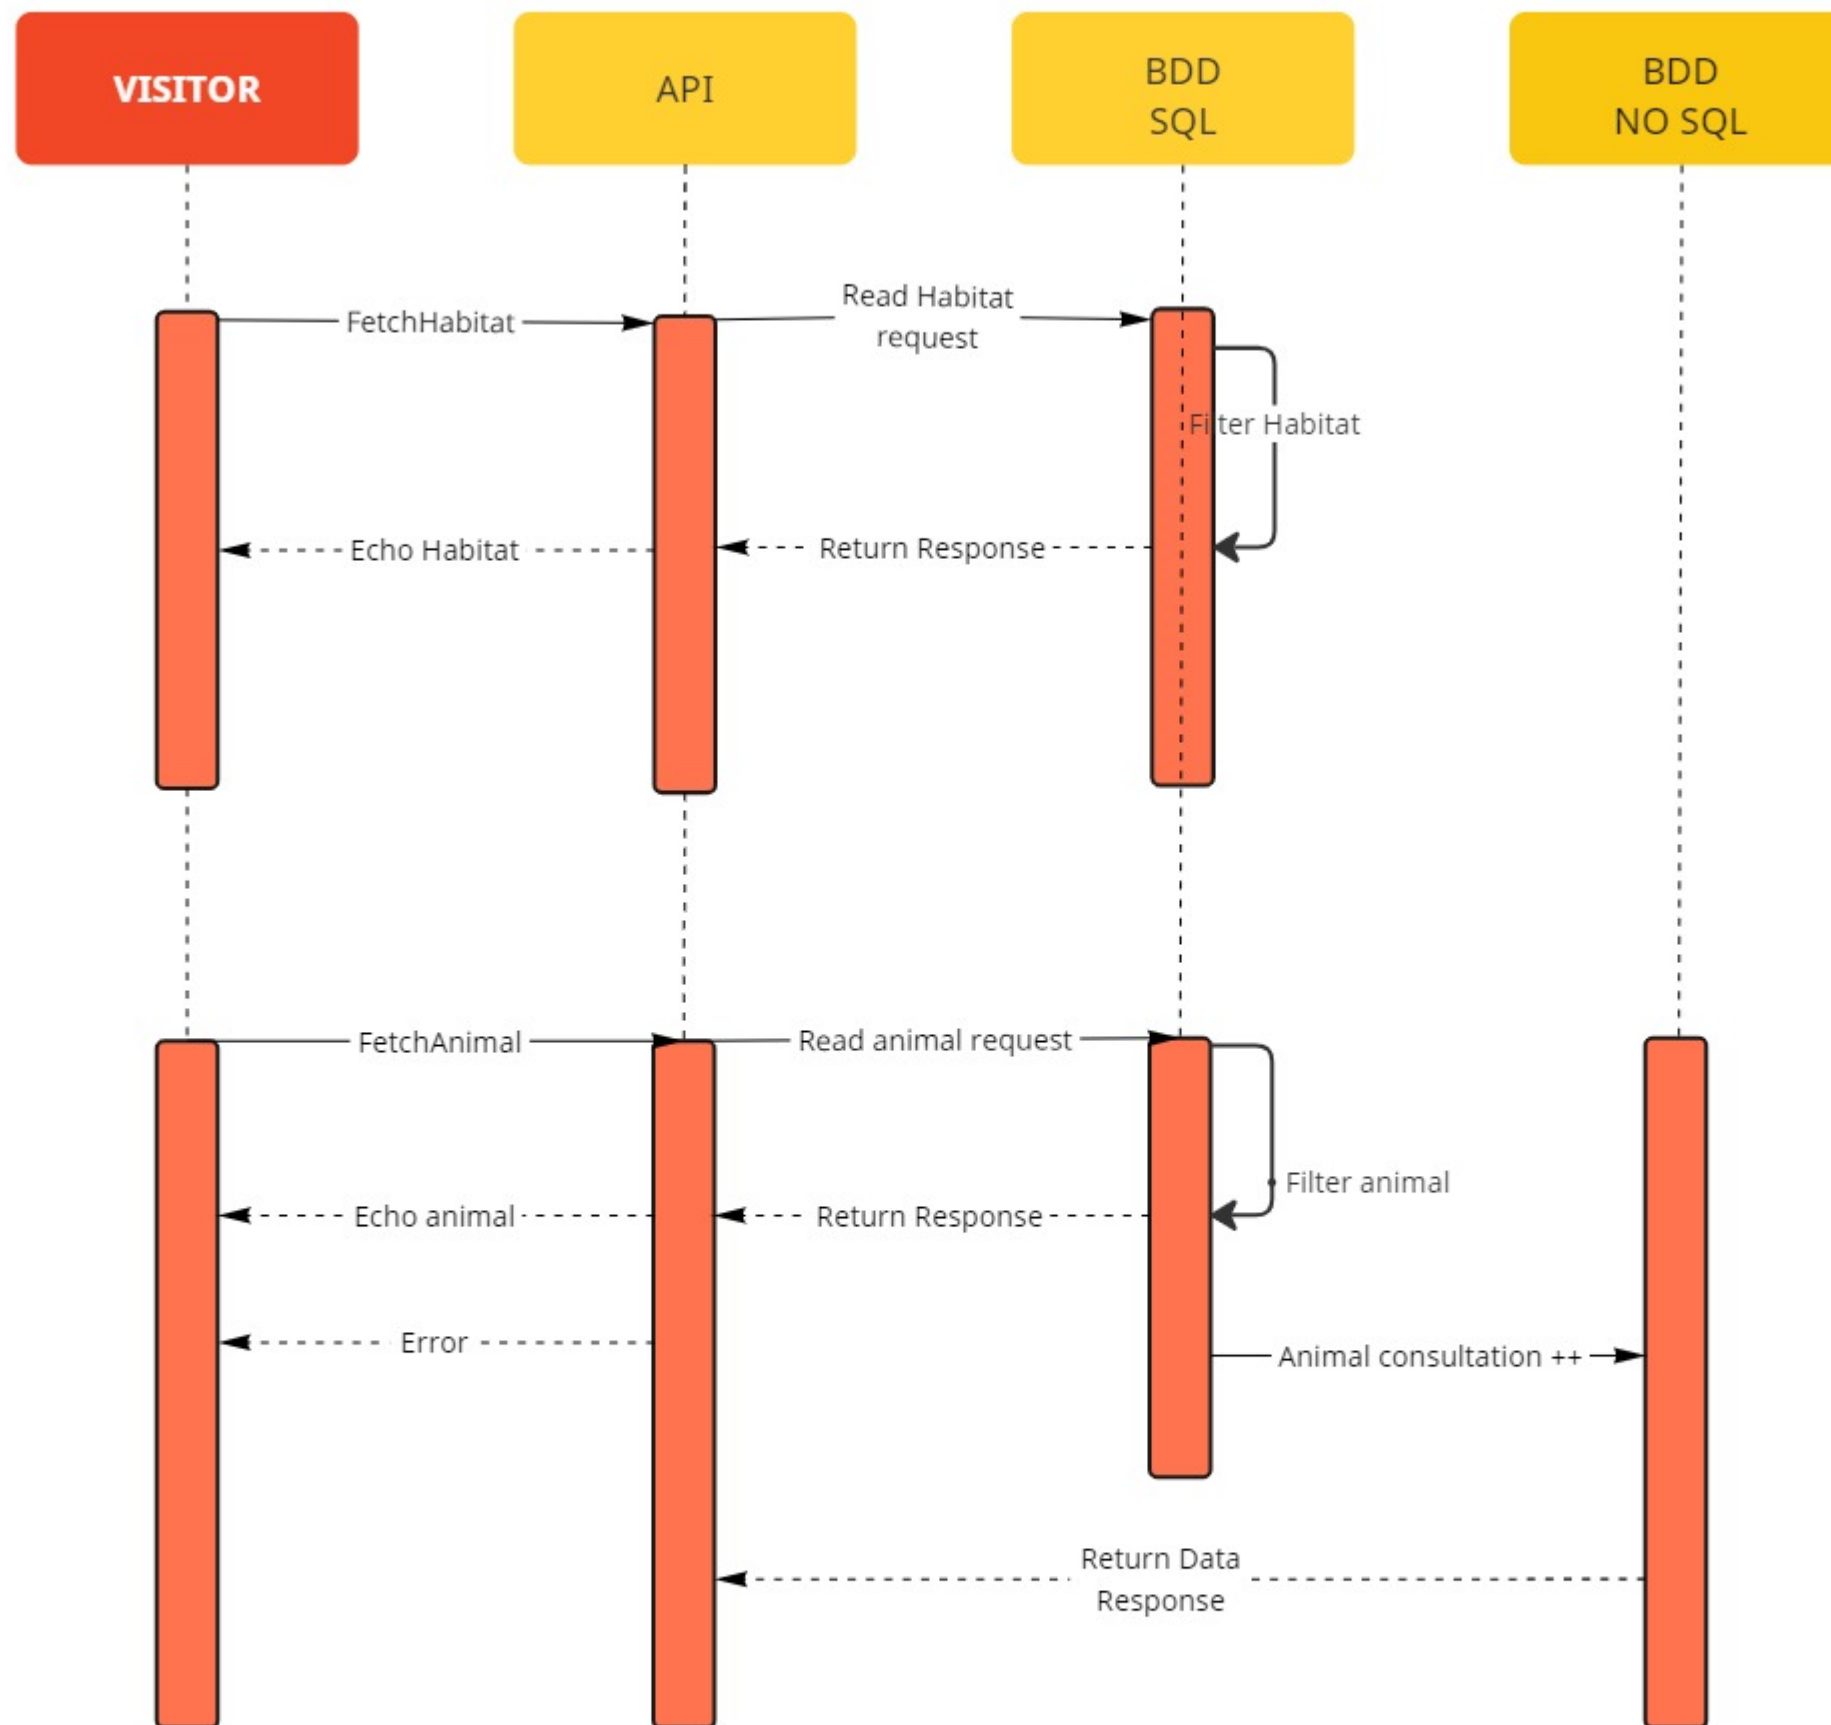 VISITOR
API
BDD
SQL
BDD
NO SQL
FetchHabitat
Read Habitat
request
Filter Habitat
Echo Habitat
Return Response
FetchAnimal
Read animal request
Filter animal
Echo animal
Return Response
Error
Animal consultation ++
Return Data
Response